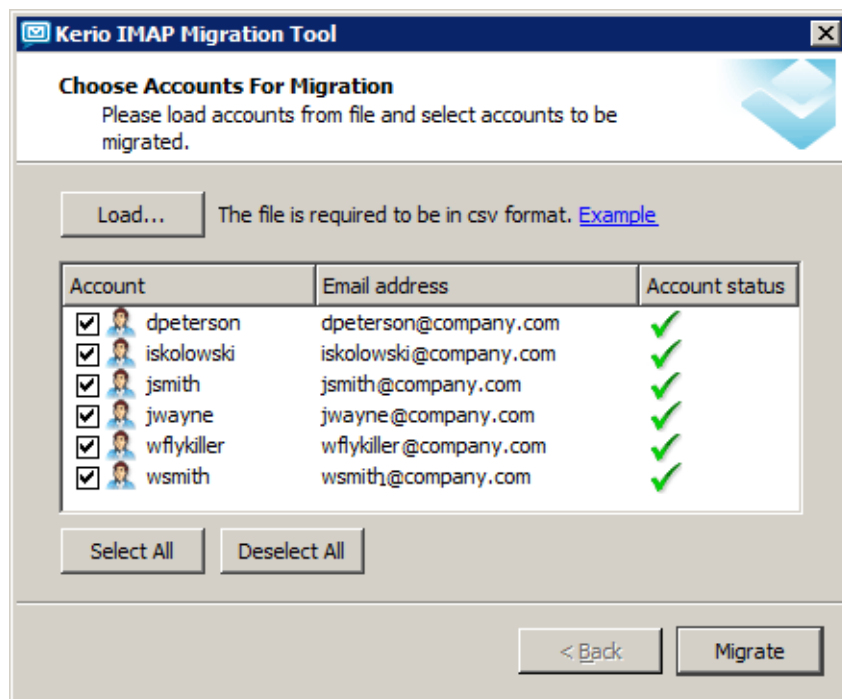 Kerio IMAP Migration Tool
Choose Accounts For Migration
Please load accounts from file and select accounts to be
migrated.
Load... The file is required to be in csv format. Example
Account Email address Account status
dpeterson dpeterson@company.com
iskolowski iskolowski@company.com
jsmith jsmith@company.com
jwayne jwayne@company.com
wflykiller wflykiller@company.com
wsmith wsmith@company.com
Select All Deselect All
< Back Migrate